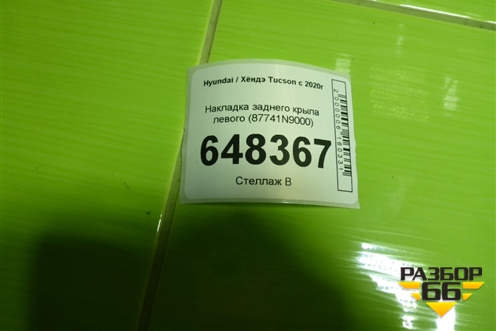 Hyundai / Хёндэ Tucson с 2020г
Накладка заднего крыла
левого (87741N9000)
648367
Стеллаж В
РАЗБОР
66